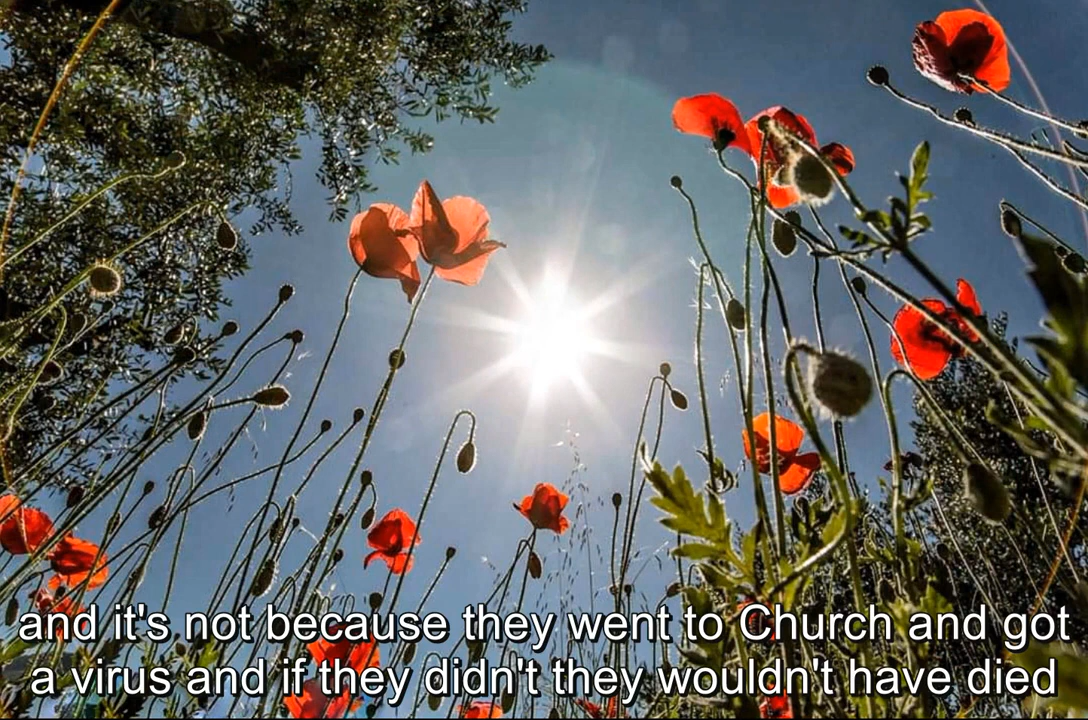 and it's not because they went to Church and got
a virus and if they didn't they wouldn't have died